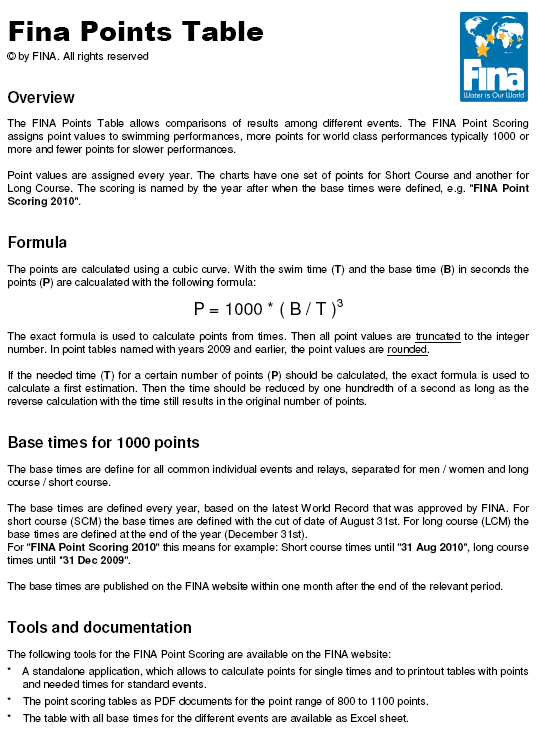 Fina Points Table
© by FINA. All rights reserved
Fina
Water is Our World
Overview
The FINA Points Table allows comparisons of results among different events. The FINA Point Scoring
assigns point values to swimming performances, more points for world class performances typically 1000 or
more and fewer points for slower performances.
Point values are assigned every year. The charts have one set of points for Short Course and another for
Long Course. The scoring is named by the year after when the base times were defined, e.g. "FINA Point
Scoring 2010".
Formula
The points are calculated using a cubic curve. With the swim time (T) and the base time (B) in seconds the
points (P) are calcualated with the following formula:
P = 1000 * ( B / T )³
The exact formula is used to calculate points from times. Then all point values are truncated to the integer
number. In point tables named with years 2009 and earlier, the point values are rounded.
If the needed time (T) for a certain number of points (P) should be calculated, the exact formula is used to
calculate a first estimation. Then the time should be reduced by one hundredth of a second as long as the
reverse calculation with the time still results in the original number of points.
Base times for 1000 points
The base times are define for all common individual events and relays, separated for men / women and long
course / short course.
The base times are defined every year, based on the latest World Record that was approved by FINA. For
short course (SCM) the base times are defined with the cut of date of August 31st. For long course (LCM) the
base times are defined at the end of the year (December 31st).
For "FINA Point Scoring 2010" this means for example: Short course times until "31 Aug 2010", long course
times until "31 Dec 2009".
The base times are published on the FINA website within one month after the end of the relevant period.
Tools and documentation
The following tools for the FINA Point Scoring are available on the FINA website:
* A standalone application, which allows to calculate points for single times and to printout tables with points
and needed times for standard events.
* The point scoring tables as PDF documents for the point range of 800 to 1100 points.
* The table with all base times for the different events are available as Excel sheet.